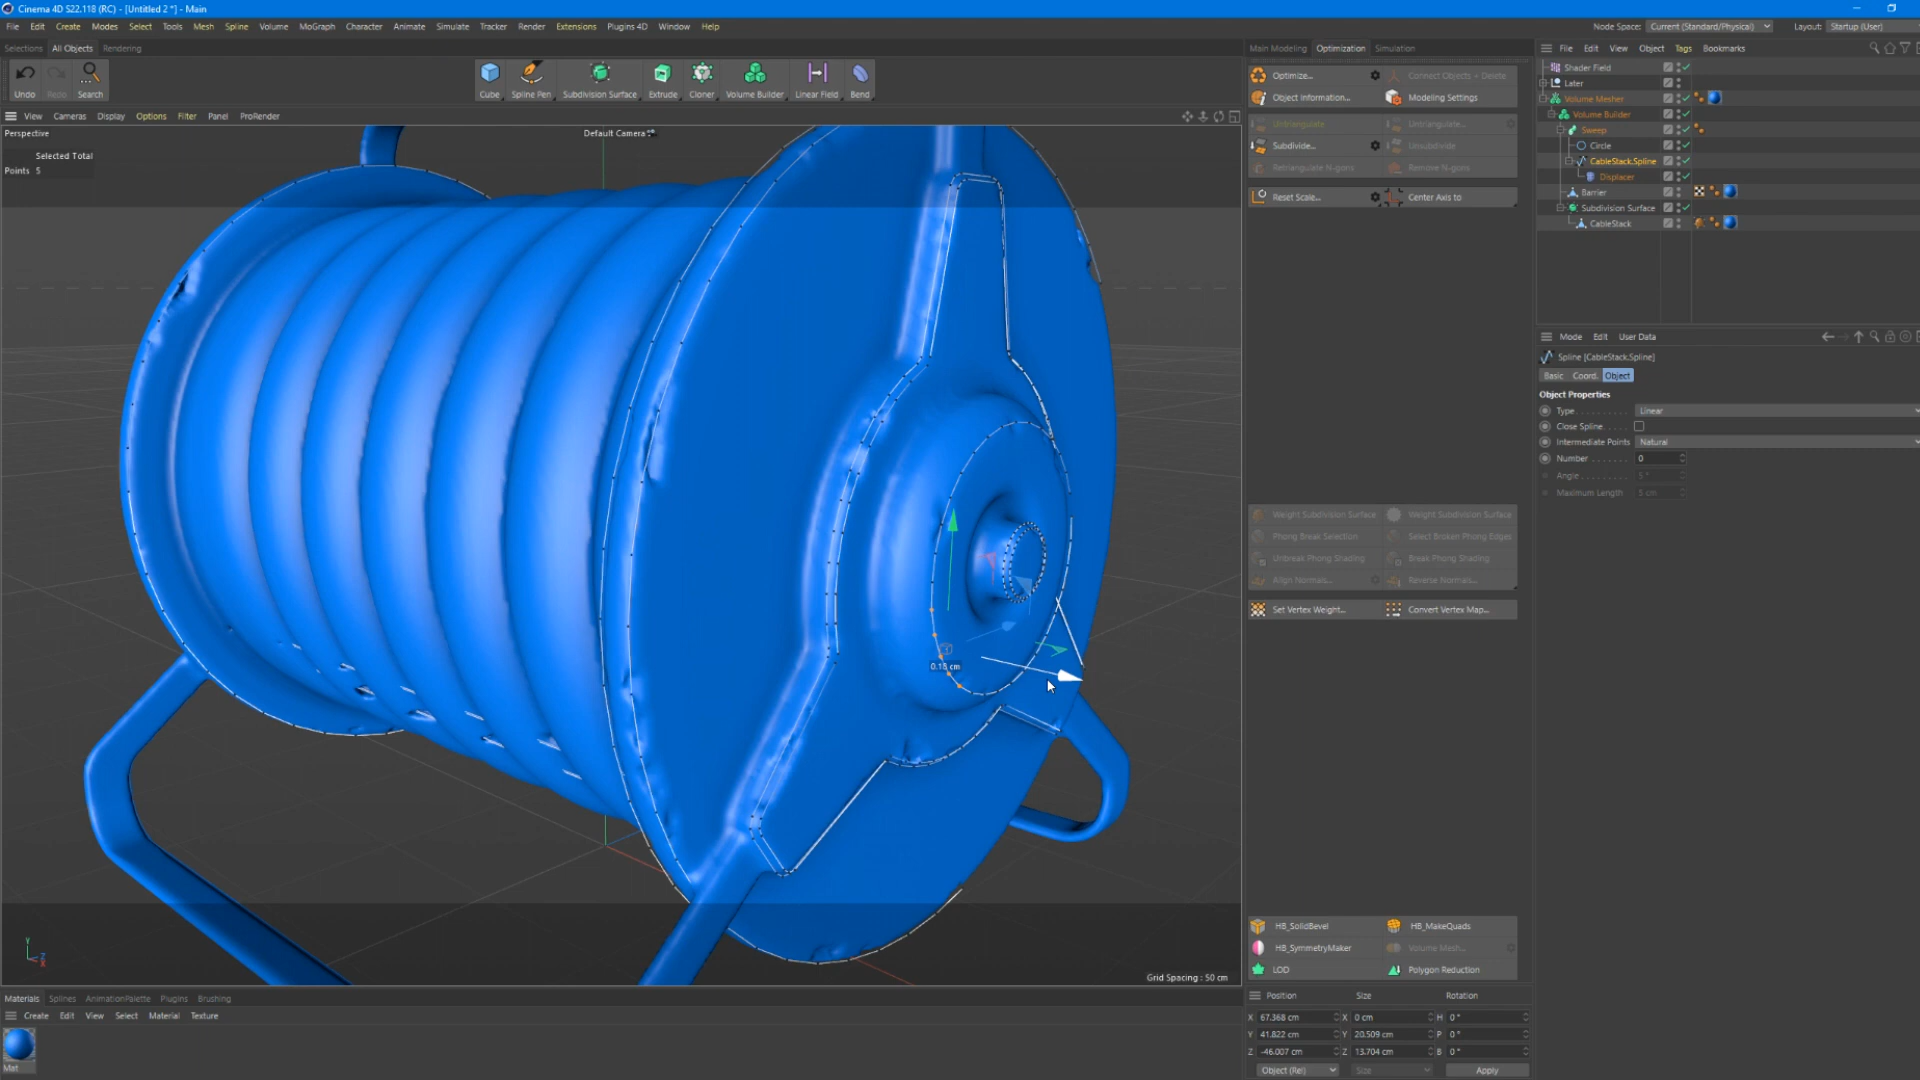 Cinema 4D S22.118 (RC) - [Untitled 2 *] - Main
File Edit Create Modes Select Tools Mesh Spline Volume MoGraph Character Animate Simulate Tracker Render Extensions Plugins 4D Window Help
Node Space: Current (Standard/Physical) Layout: Startup (User)
Selections All Objects Rendering
Main Modeling Optimization Simulation
File Edit View Object Tags Bookmarks
Undo Redo Search
Cube Spline Pen Subdivision Surface Extrude Cloner Volume Builder Linear Field Bend
View Cameras Display Options Filter Panel ProRender
Perspective
Default Camera
Selected Total
Points 5
0.18 cm
Grid Spacing : 50 cm
Y
Z
X
Optimize... Connect Objects + Delete
Object Information... Modeling Settings
Untriangulate Untriangulate...
Subdivide... Unsubdivide
Retriangulate N-gons Remove N-gons
Reset Scale... Center Axis to
Weight Subdivision Surface Weight Subdivision Surface
Phong Break Selection Select Broken Phong Edges
Unbreak Phong Shading Break Phong Shading
Align Normals... Reverse Normals...
Set Vertex Weight... Convert Vertex Map...
HB_SolidBevel HB_MakeQuads
HB_SymmetryMaker Volume Mesh...
LOD Polygon Reduction
Position Size Rotation
X 67.368 cm X 0 cm H 0 °
Y 41.822 cm Y 20.509 cm P 0 °
Z -46.007 cm Z 13.704 cm B 0 °
Object (Rel) Size Apply
Shader Field
Later
Volume Mesher
Volume Builder
Sweep
Circle
CableStack.Spline
Displacer
Barrier
Subdivision Surface
CableStack
Mode Edit User Data
Spline [CableStack.Spline]
Basic Coord. Object
Object Properties
Type Linear
Close Spline
Intermediate Points Natural
Number 0
Angle 5 °
Maximum Length 5 cm
Materials Splines AnimationPalette Plugins Brushing
Create Edit View Select Material Texture
Mat